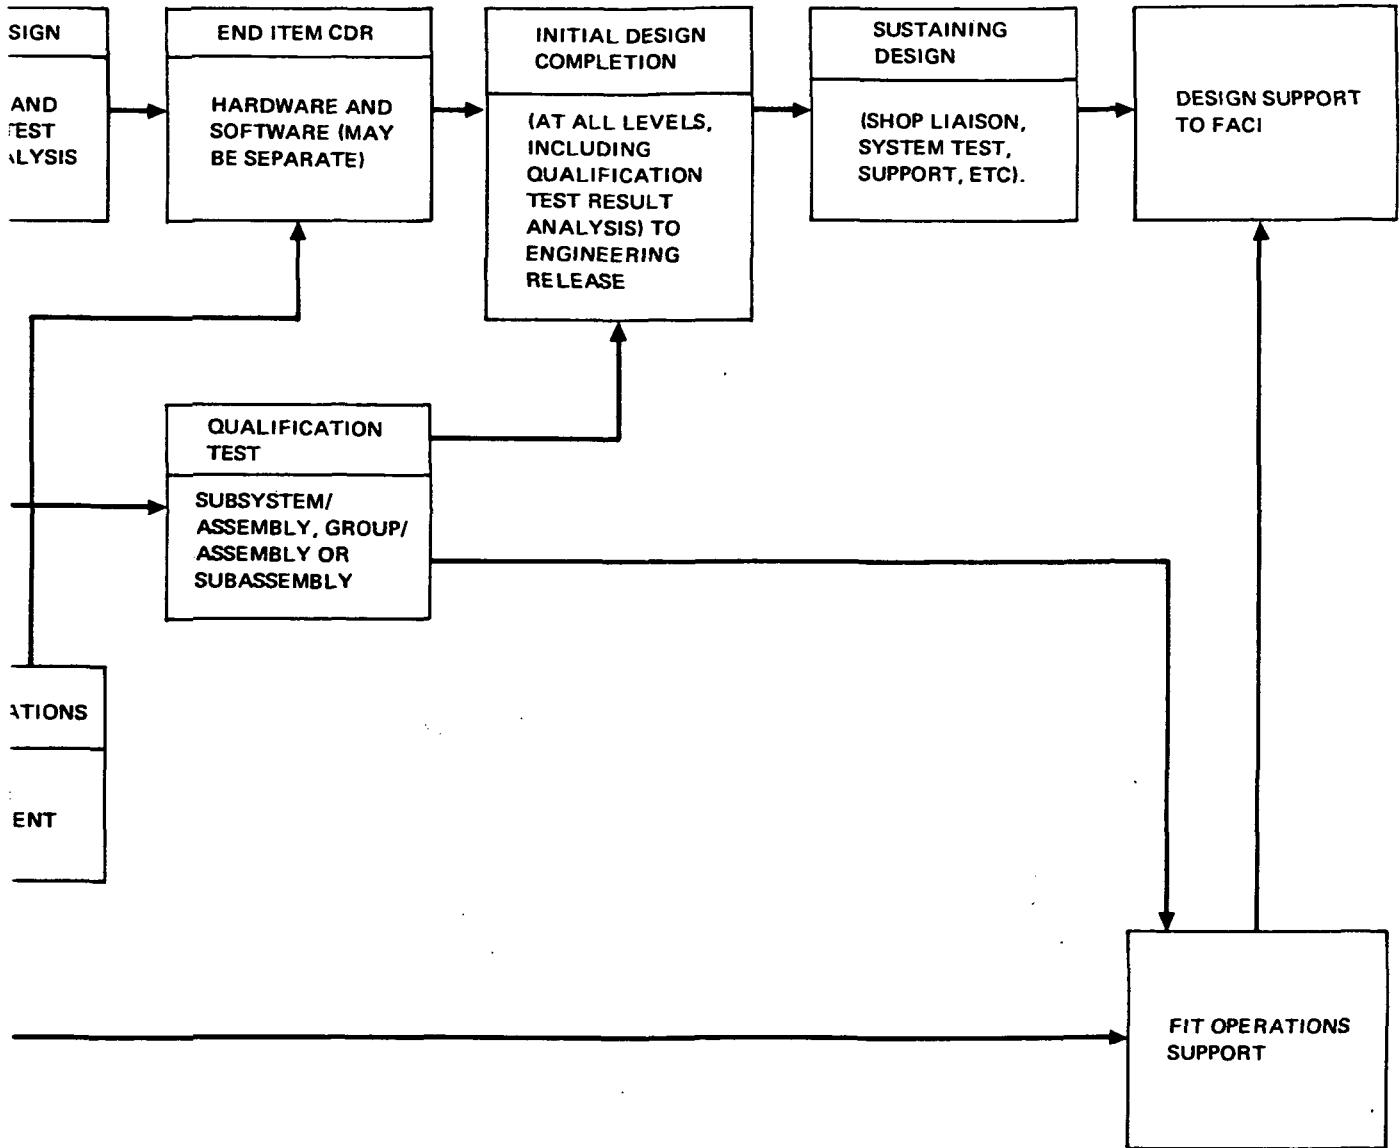 SIGN
AND
TEST
ALYSIS
END ITEM CDR
HARDWARE AND
SOFTWARE (MAY
BE SEPARATE)
INITIAL DESIGN
COMPLETION
(AT ALL LEVELS,
INCLUDING
QUALIFICATION
TEST RESULT
ANALYSIS) TO
ENGINEERING
RELEASE
SUSTAINING
DESIGN
(SHOP LIAISON,
SYSTEM TEST,
SUPPORT, ETC).
DESIGN SUPPORT
TO FACI
QUALIFICATION
TEST
SUBSYSTEM/
ASSEMBLY, GROUP/
ASSEMBLY OR
SUBASSEMBLY
ATIONS
ENT
FIT OPERATIONS
SUPPORT